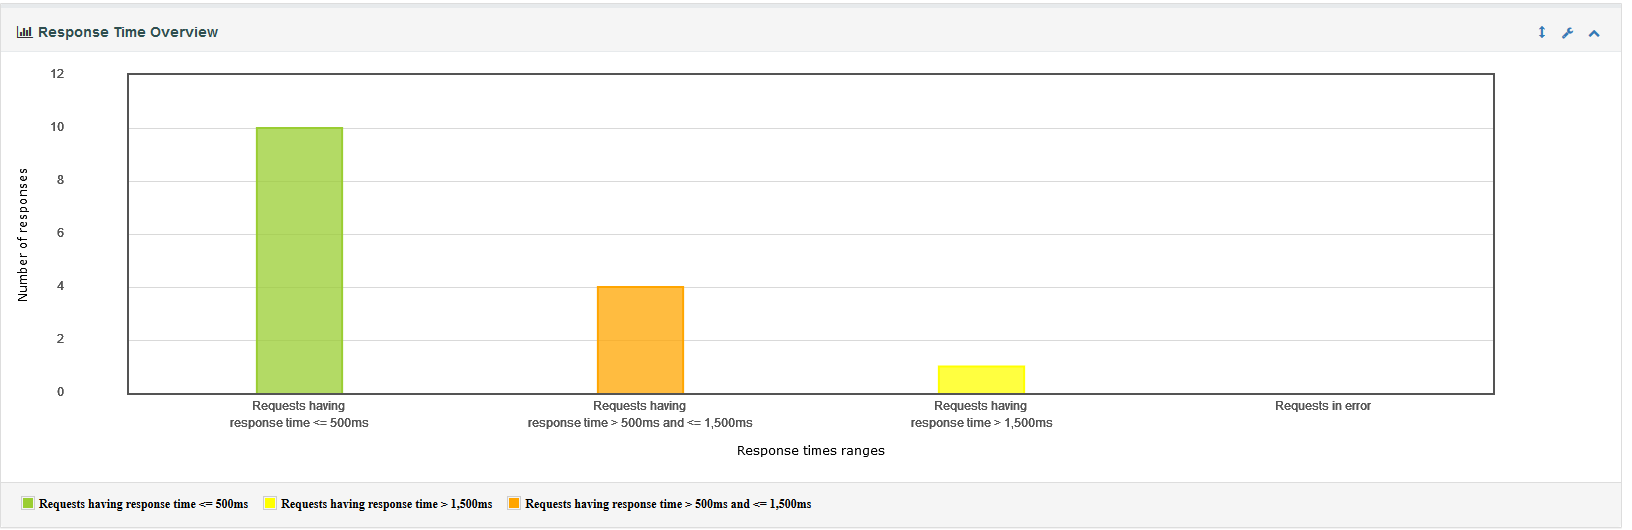 Response Time Overview
12
10
8
6
4
2
0
Number of responses
Requests having
response time <= 500ms
Requests having
response time > 500ms and <= 1,500ms
Requests having
response time > 1,500ms
Requests in error
Response times ranges
Requests having response time <= 500ms
Requests having response time > 1,500ms
Requests having response time > 500ms and <= 1,500ms